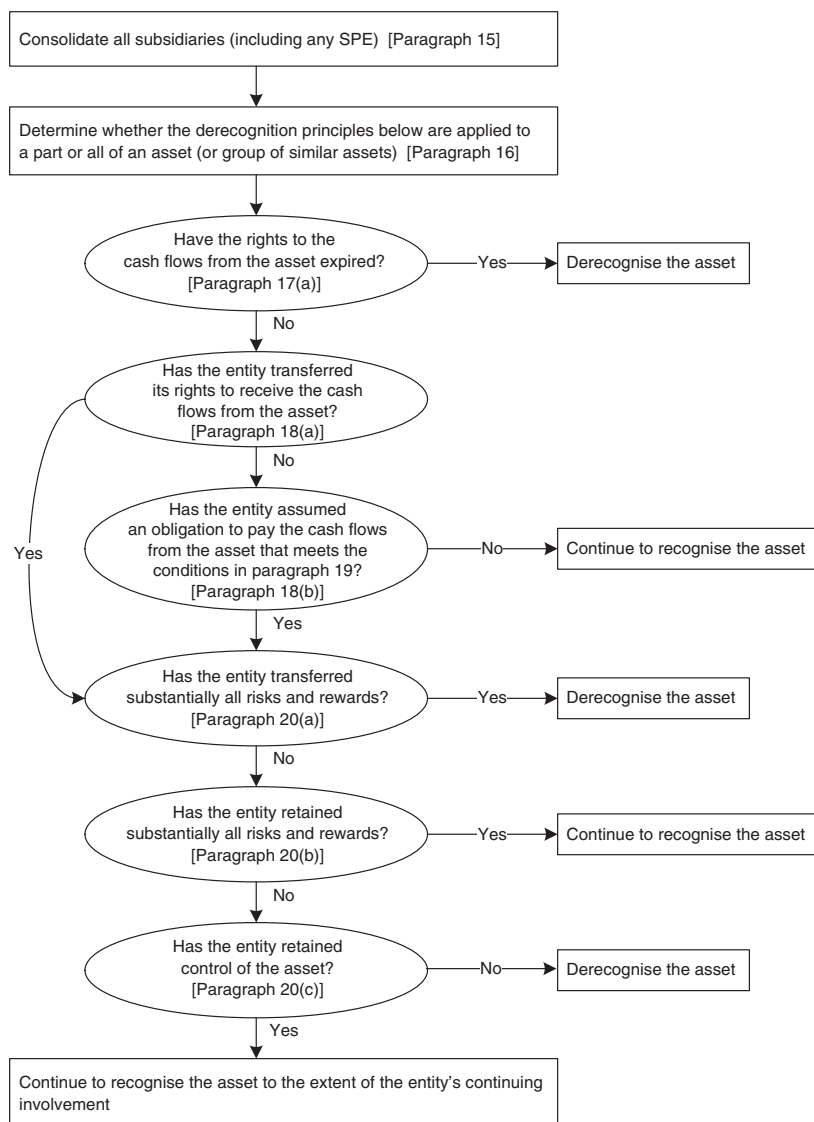 Consolidate all subsidiaries (including any SPE) [Paragraph 15]
Determine whether the derecognition principles below are applied to
a part or all of an asset (or group of similar assets) [Paragraph 16]
Have the rights to the
cash flows from the asset expired?
[Paragraph 17(a)]
Yes
Derecognise the asset
No
Has the entity transferred
its rights to receive the cash
flows from the asset?
[Paragraph 18(a)]
No
Yes
Has the entity assumed
an obligation to pay the cash flows
from the asset that meets the
conditions in paragraph 19?
[Paragraph 18(b)]
No
Continue to recognise the asset
Yes
Has the entity transferred
substantially all risks and rewards?
[Paragraph 20(a)]
Yes
Derecognise the asset
No
Has the entity retained
substantially all risks and rewards?
[Paragraph 20(b)]
Yes
Continue to recognise the asset
No
Has the entity retained
control of the asset?
[Paragraph 20(c)]
No
Derecognise the asset
Yes
Continue to recognise the asset to the extent of the entity's continuing
involvement